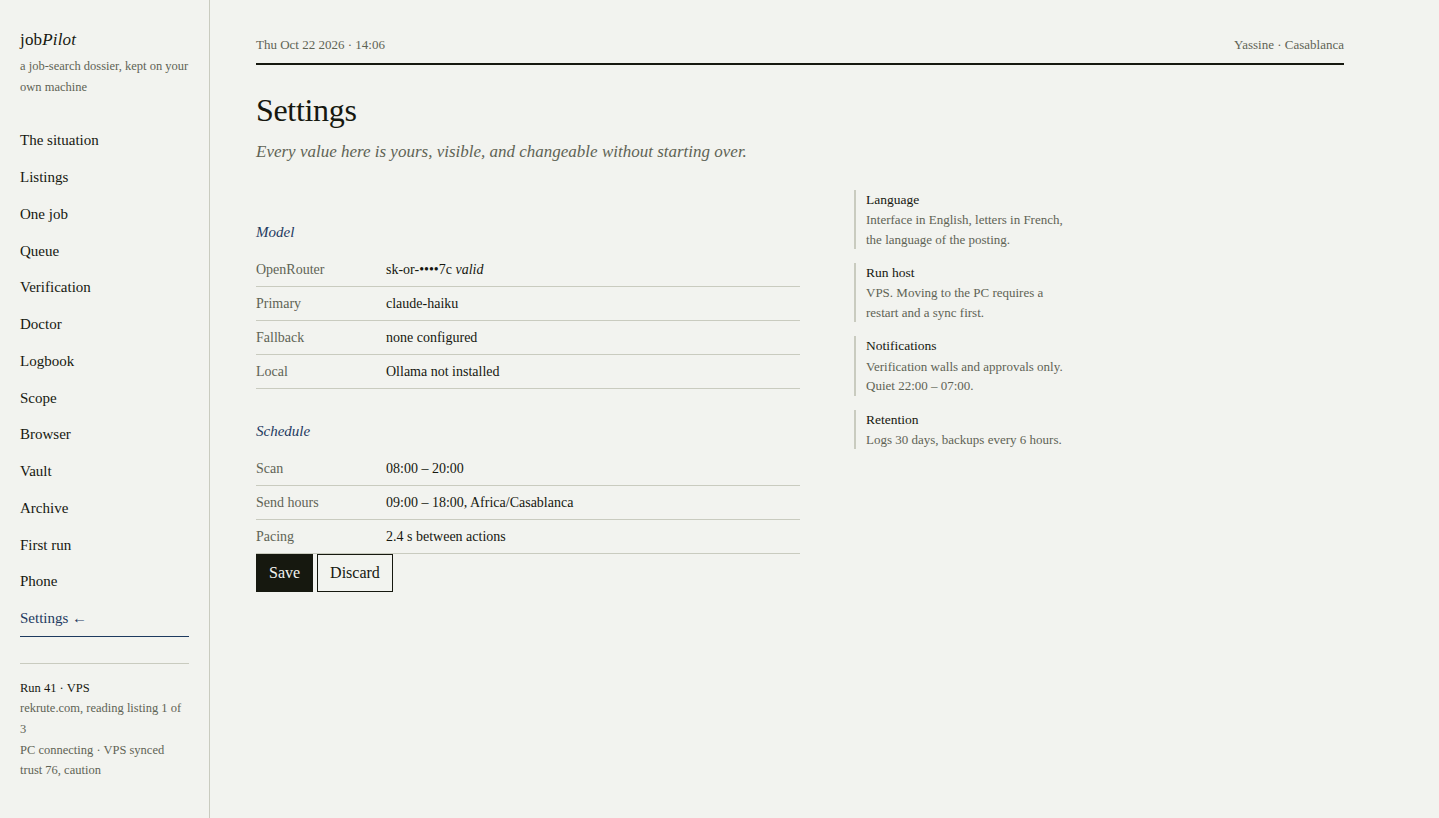 jobPilot
a job-search dossier, kept on your
own machine
The situation
Listings
One job
Queue
Verification
Doctor
Logbook
Scope
Browser
Vault
Archive
First run
Phone
Settings ←
Run 41 · VPS
rekrute.com, reading listing 1 of
3
PC connecting · VPS synced
trust 76, caution
Thu Oct 22 2026 · 14:06
Yassine · Casablanca
Settings
Every value here is yours, visible, and changeable without starting over.
Model
OpenRouter sk-or-••••7c valid
Primary claude-haiku
Fallback none configured
Local Ollama not installed
Schedule
Scan 08:00 – 20:00
Send hours 09:00 – 18:00, Africa/Casablanca
Pacing 2.4 s between actions
Save Discard
Language
Interface in English, letters in French,
the language of the posting.
Run host
VPS. Moving to the PC requires a
restart and a sync first.
Notifications
Verification walls and approvals only.
Quiet 22:00 – 07:00.
Retention
Logs 30 days, backups every 6 hours.